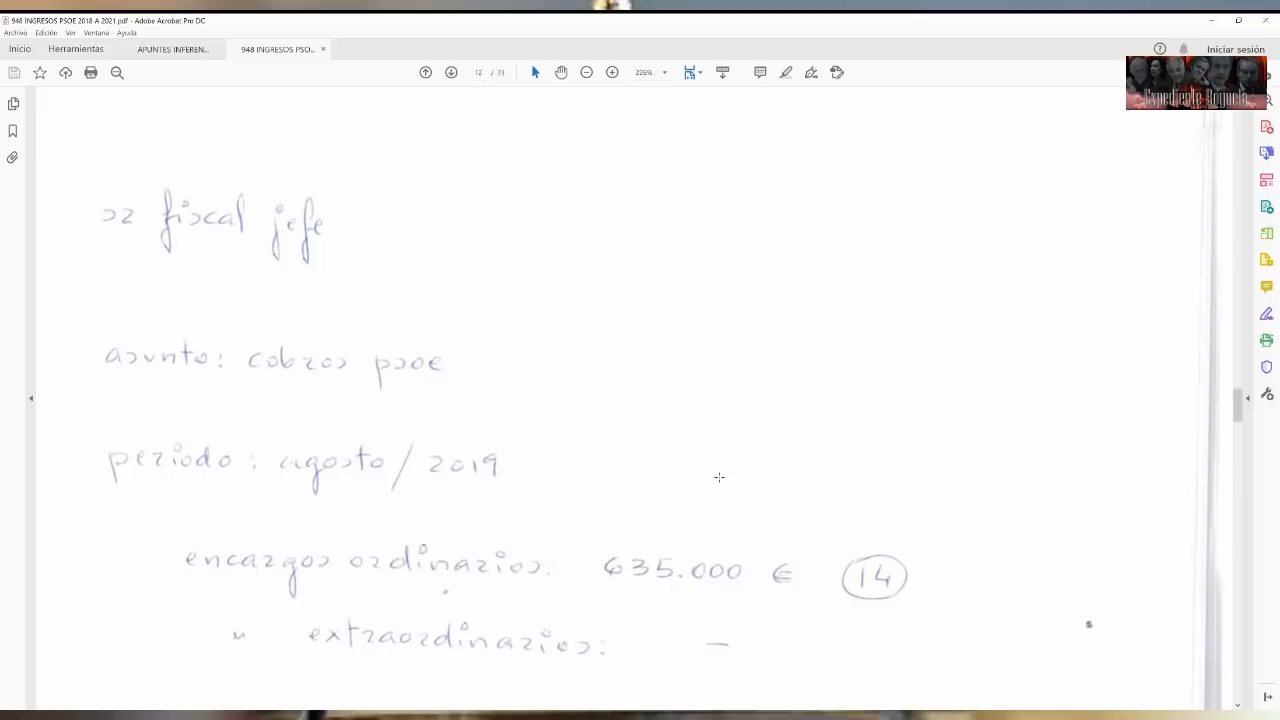 948 INGRESOS PSOE 2018 A 2021.pdf - Adobe Acrobat Pro DC
Archivo Edición Ver Ventana Ayuda
Inicio Herramientas APUNTES INFEREN... 948 INGRESOS PSO... × Iniciar sesión
12 / 23 226%
Expediente Royuela
sr fiscal jefe
asunto: cobros psoe
periodo: agosto/2019
encargos ordinarios: 635.000 € 14
" extraordinarios: —